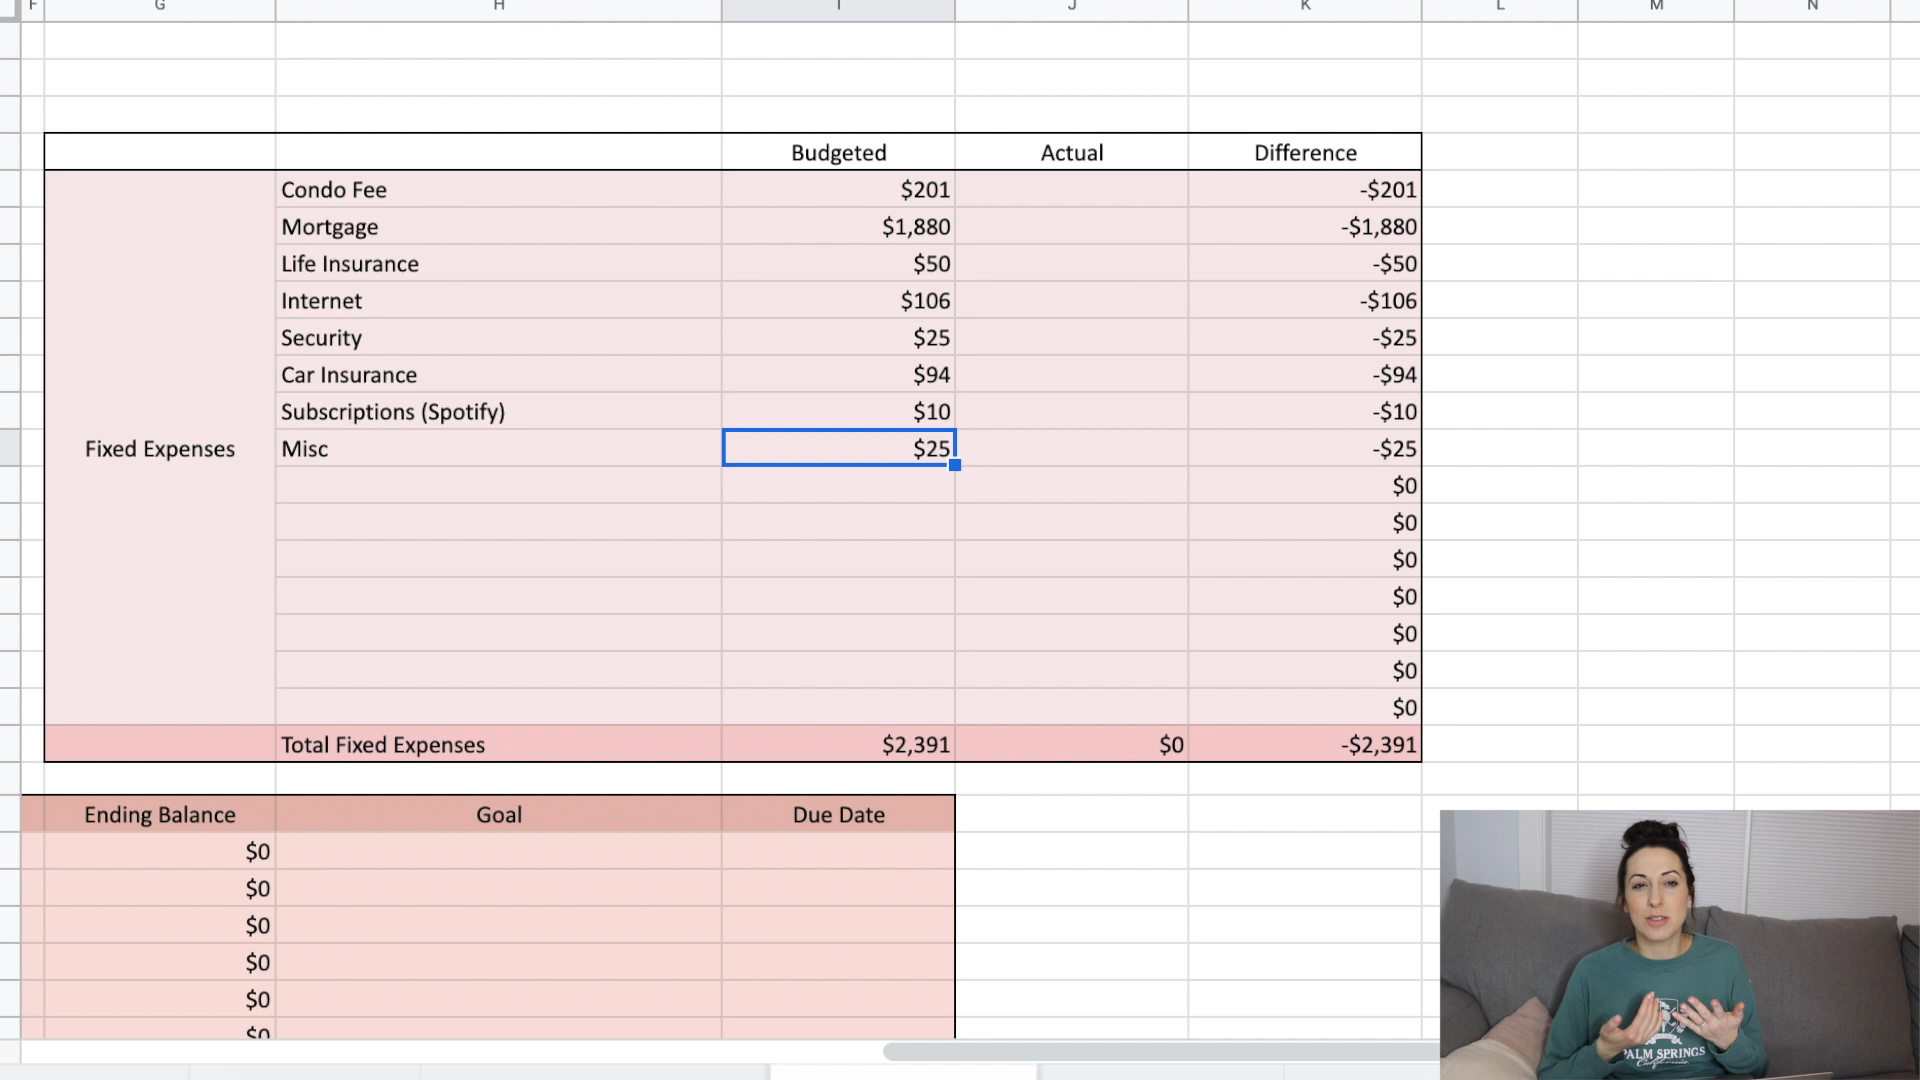 F G H I J K L M N
Budgeted Actual Difference
Condo Fee $201 -$201
Mortgage $1,880 -$1,880
Life Insurance $50 -$50
Internet $106 -$106
Security $25 -$25
Car Insurance $94 -$94
Subscriptions (Spotify) $10 -$10
Fixed Expenses Misc $25 -$25
$0
$0
$0
$0
$0
$0
$0
Total Fixed Expenses $2,391 $0 -$2,391
Ending Balance Goal Due Date
$0
$0
$0
$0
$0
$0
PALM SPRINGS
California